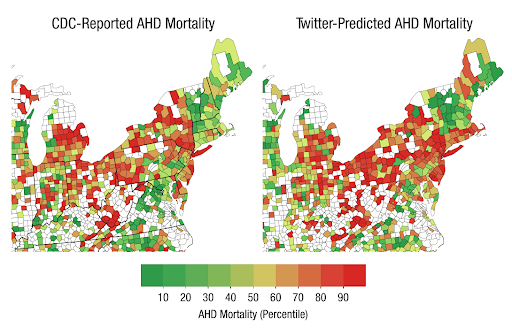 CDC-Reported AHD Mortality
Twitter-Predicted AHD Mortality
10 20 30 40 50 60 70 80 90
AHD Mortality (Percentile)